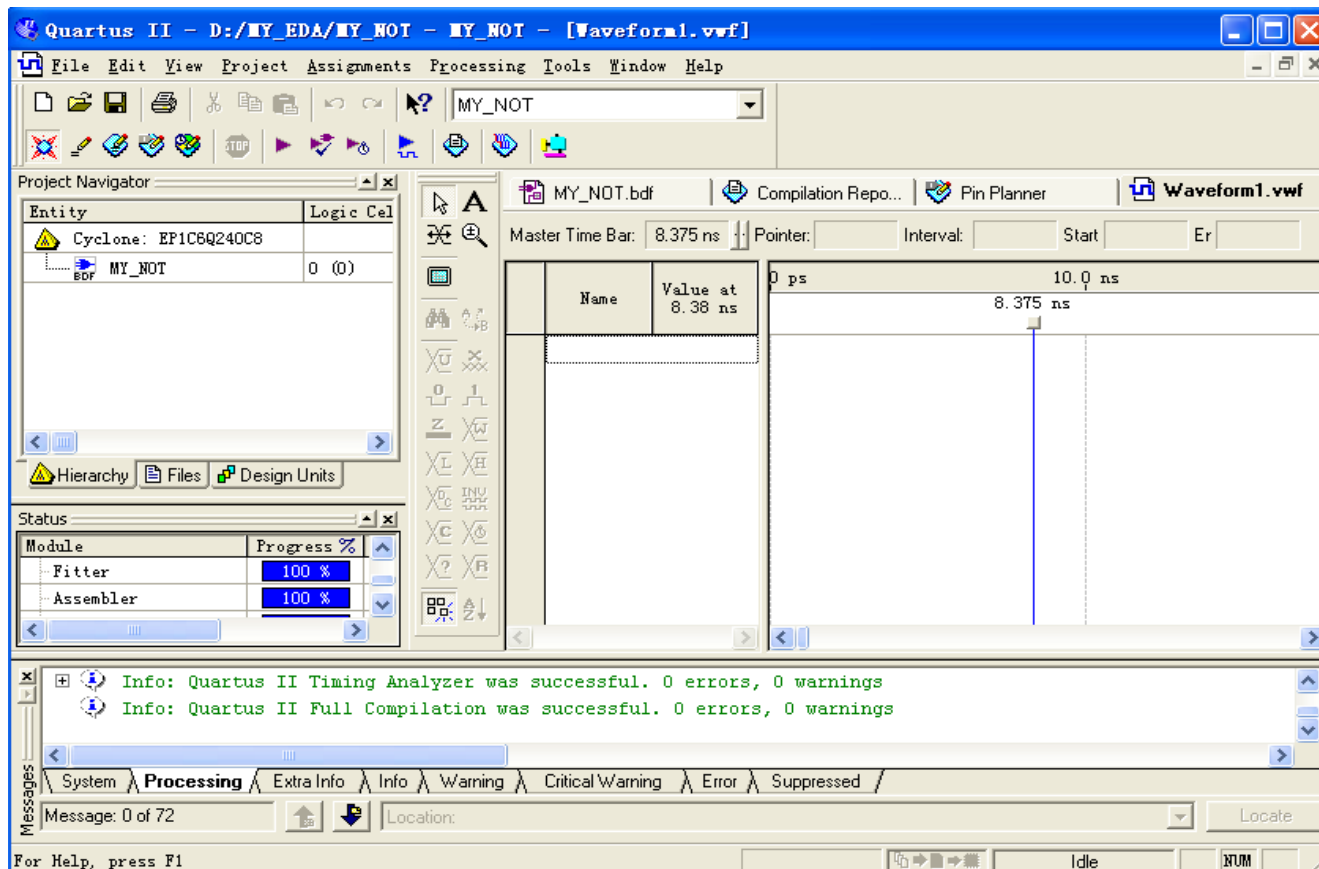 Quartus II - D:/MY_EDA/MY_NOT - MY_NOT - [Waveform1.vwf]
File Edit View Project Assignments Processing Tools Window Help
MY_NOT
STOP
Project Navigator
Entity Logic Cel
Cyclone: EP1C6Q240C8
BDF MY_NOT 0 (0)
Hierarchy Files Design Units
Status
Module Progress %
Fitter 100 %
Assembler 100 %
MY_NOT.bdf Compilation Repo... Pin Planner Waveform1.vwf
Master Time Bar: 8.375 ns Pointer: Interval: Start Er
Name Value at
8.38 ns
0 ps 10.0 ns
8.375 ns
Info: Quartus II Timing Analyzer was successful. 0 errors, 0 warnings
Info: Quartus II Full Compilation was successful. 0 errors, 0 warnings
System Processing Extra Info Info Warning Critical Warning Error Suppressed
Messages
Message: 0 of 72 Location: Locate
For Help, press F1 Idle NUM